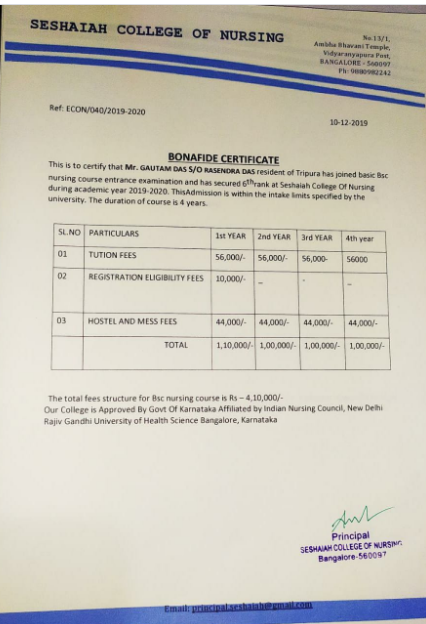 SESHAIAH COLLEGE OF NURSING
No.13/1,
Ambha Bhavani Temple,
Vidyaranyapura Post,
BANGALORE - 560097
Ph: 9880982242
Ref: ECON/040/2019-2020
10-12-2019
BONAFIDE CERTIFICATE
This is to certify that Mr. GAUTAM DAS S/O RASENDRA DAS resident of Tripura has joined basic Bsc
nursing course entrance examination and has secured 6th rank at Seshaiah College Of Nursing
during academic year 2019-2020. ThisAdmission is within the intake limits specified by the
university. The duration of course is 4 years.
SL.NO PARTICULARS 1st YEAR 2nd YEAR 3rd YEAR 4th year
01 TUTION FEES 56,000/- 56,000/- 56,000- 56000
02 REGISTRATION ELIGIBILITY FEES 10,000/- _ - _
03 HOSTEL AND MESS FEES 44,000/- 44,000/- 44,000/- 44,000/-
TOTAL 1,10,000/- 1,00,000/- 1,00,000/- 1,00,000/-
The total fees structure for Bsc nursing course is Rs – 4,10,000/-
Our College is Approved By Govt Of Karnataka Affiliated by Indian Nursing Council, New Delhi
Rajiv Gandhi University of Health Science Bangalore, Karnataka
Principal
SESHAIAH COLLEGE OF NURSING
Bangalore-560097
Email: principal.seshaiah@gmail.com